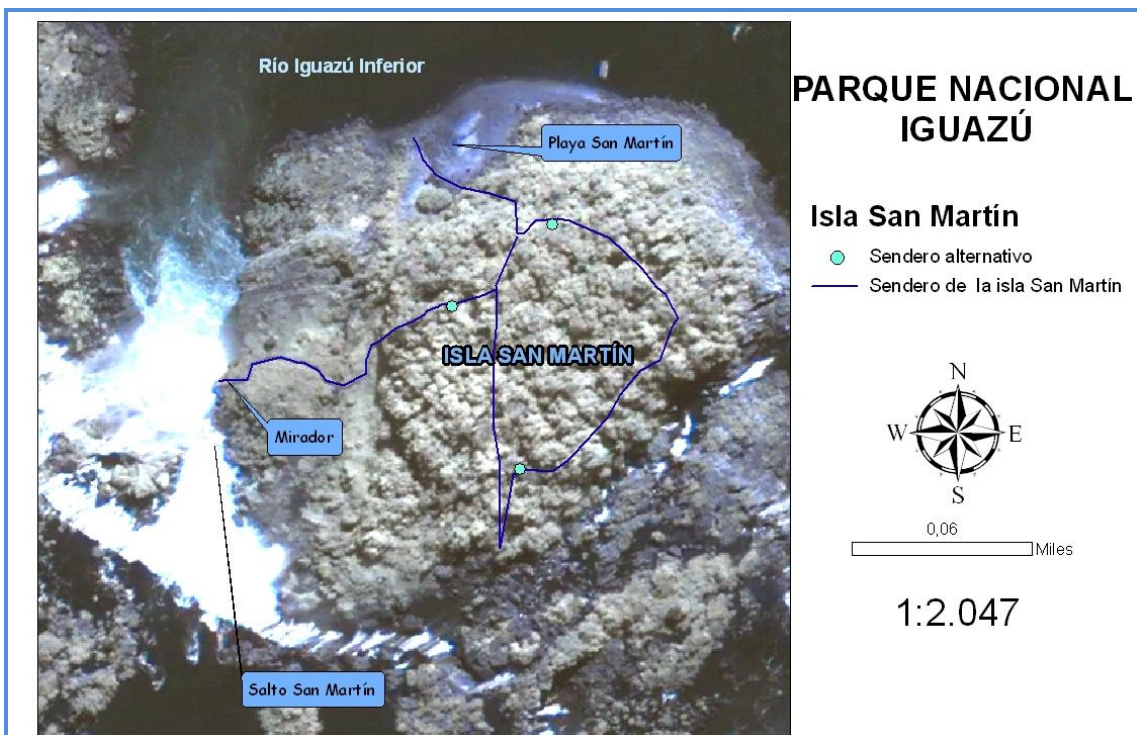 Río Iguazú Inferior
Playa San Martín
ISLA SAN MARTÍN
Mirador
Salto San Martín
PARQUE NACIONAL
IGUAZÚ
Isla San Martín
Sendero alternativo
Sendero de la isla San Martín
N
W
E
S
0,06
Miles
1:2.047